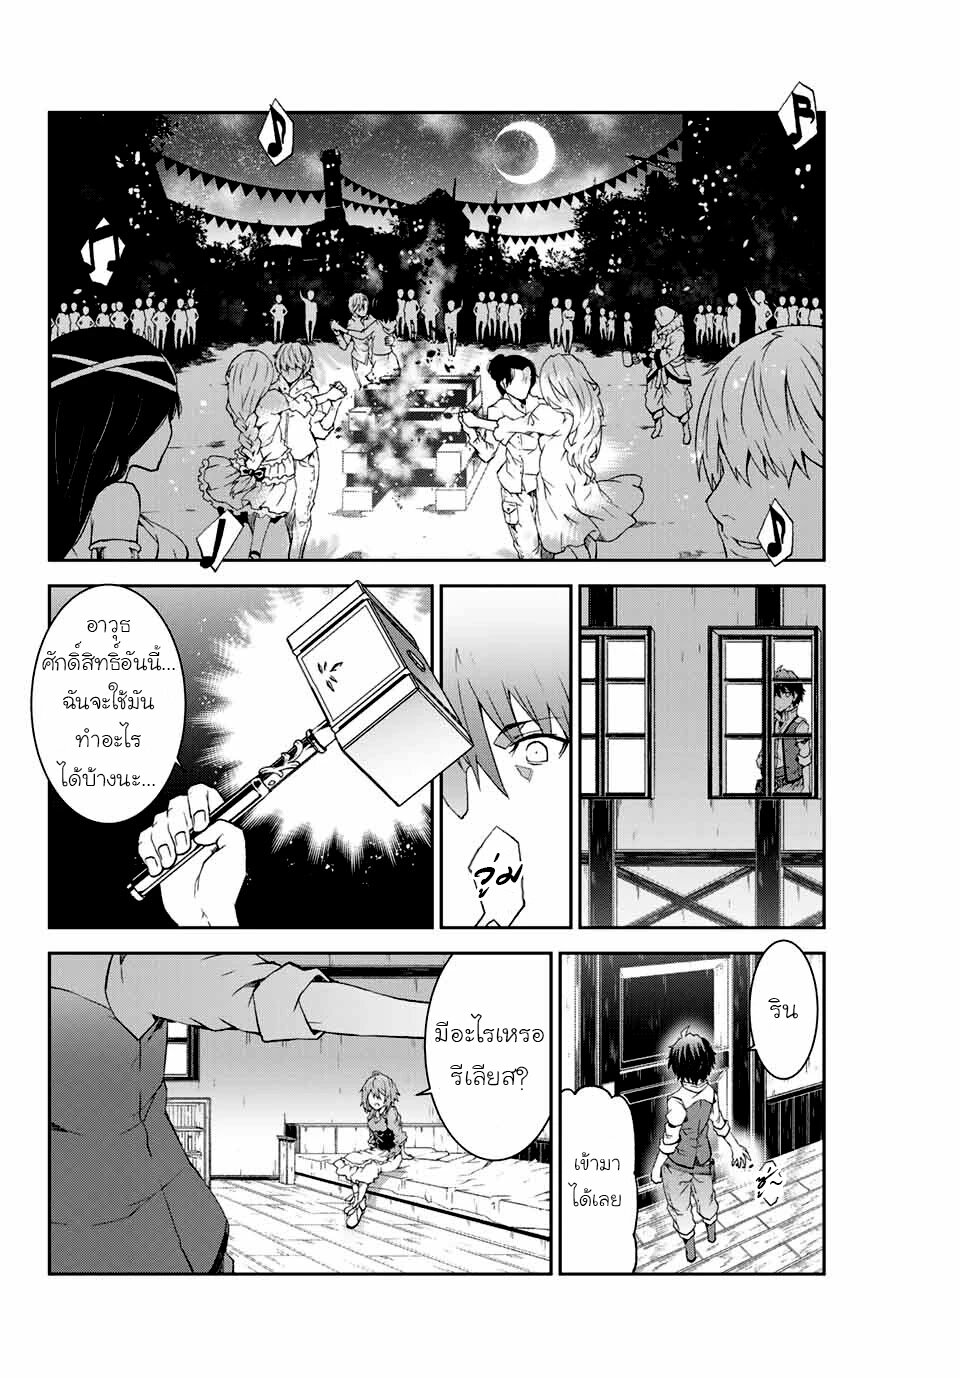 อาวุธ
ศักดิ์สิทธิ์อันนี้...
ฉันจะใช้มัน
ทำอะไร
ได้บ้างนะ...
วู่ม
ริน
เข้ามา
ได้เลย
มีอะไรเหรอ
รีเลียส?